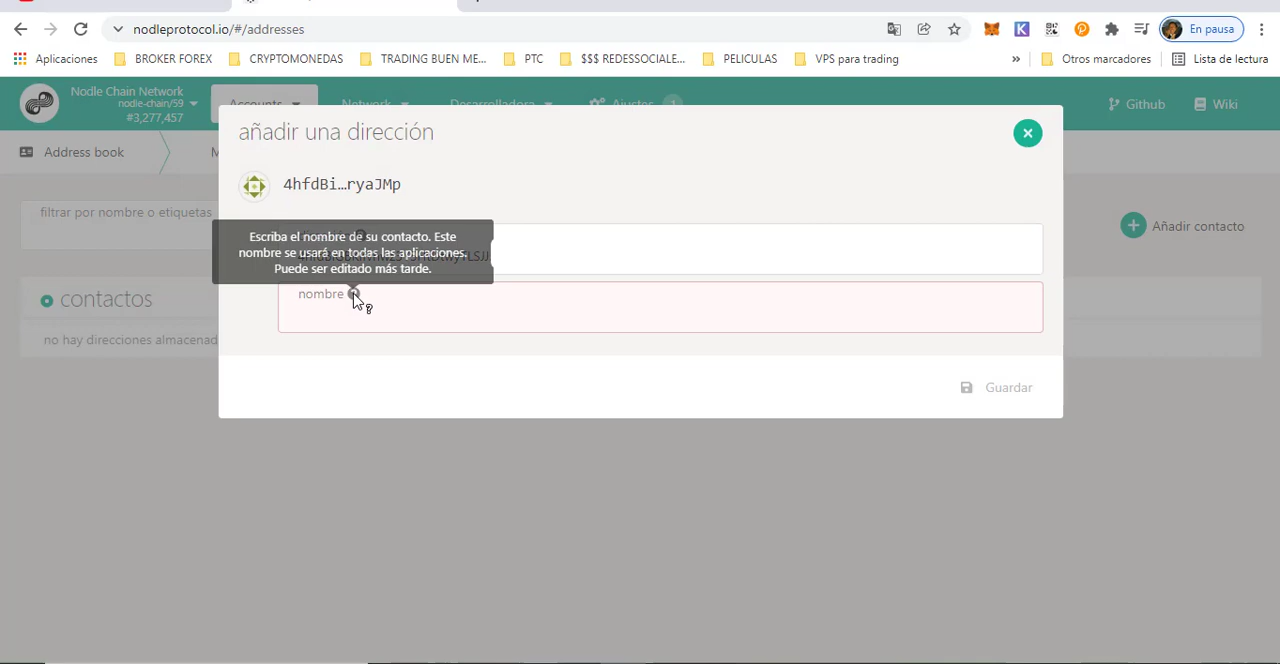 nodleprotocol.io/#/addresses
En pausa
Aplicaciones
BROKER FOREX
CRYPTOMONEDAS
TRADING BUEN ME...
PTC
$$$ REDESSOCIALE...
PELICULAS
VPS para trading
»
Otros marcadores
Lista de lectura
Nodle Chain Network
nodle-chain/59
#3,277,457
Accounts
Network
Desarrolladora
Ajustes
1
Github
Wiki
Address book
M
añadir una dirección
4hfdBi…ryaJMp
filtrar por nombre o etiquetas
Añadir contacto
Escriba el nombre de su contacto. Este
nombre se usará en todas las aplicaciones.
Puede ser editado más tarde.
nombre
contactos
no hay direcciones almacenad
Guardar